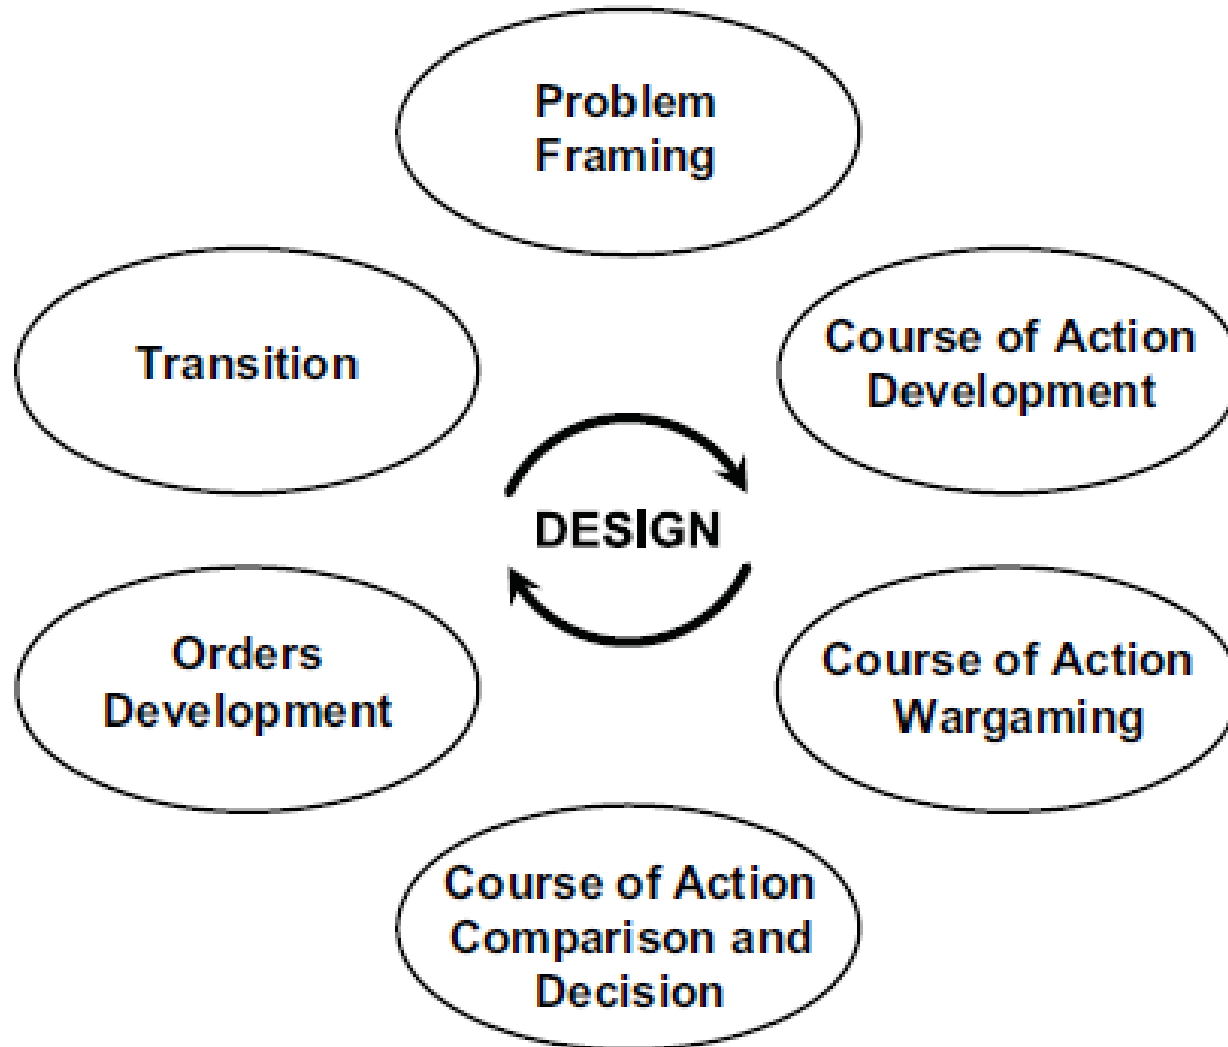 Problem
Framing
Transition
Course of Action
Development
DESIGN
Orders
Development
Course of Action
Wargaming
Course of Action
Comparison and
Decision